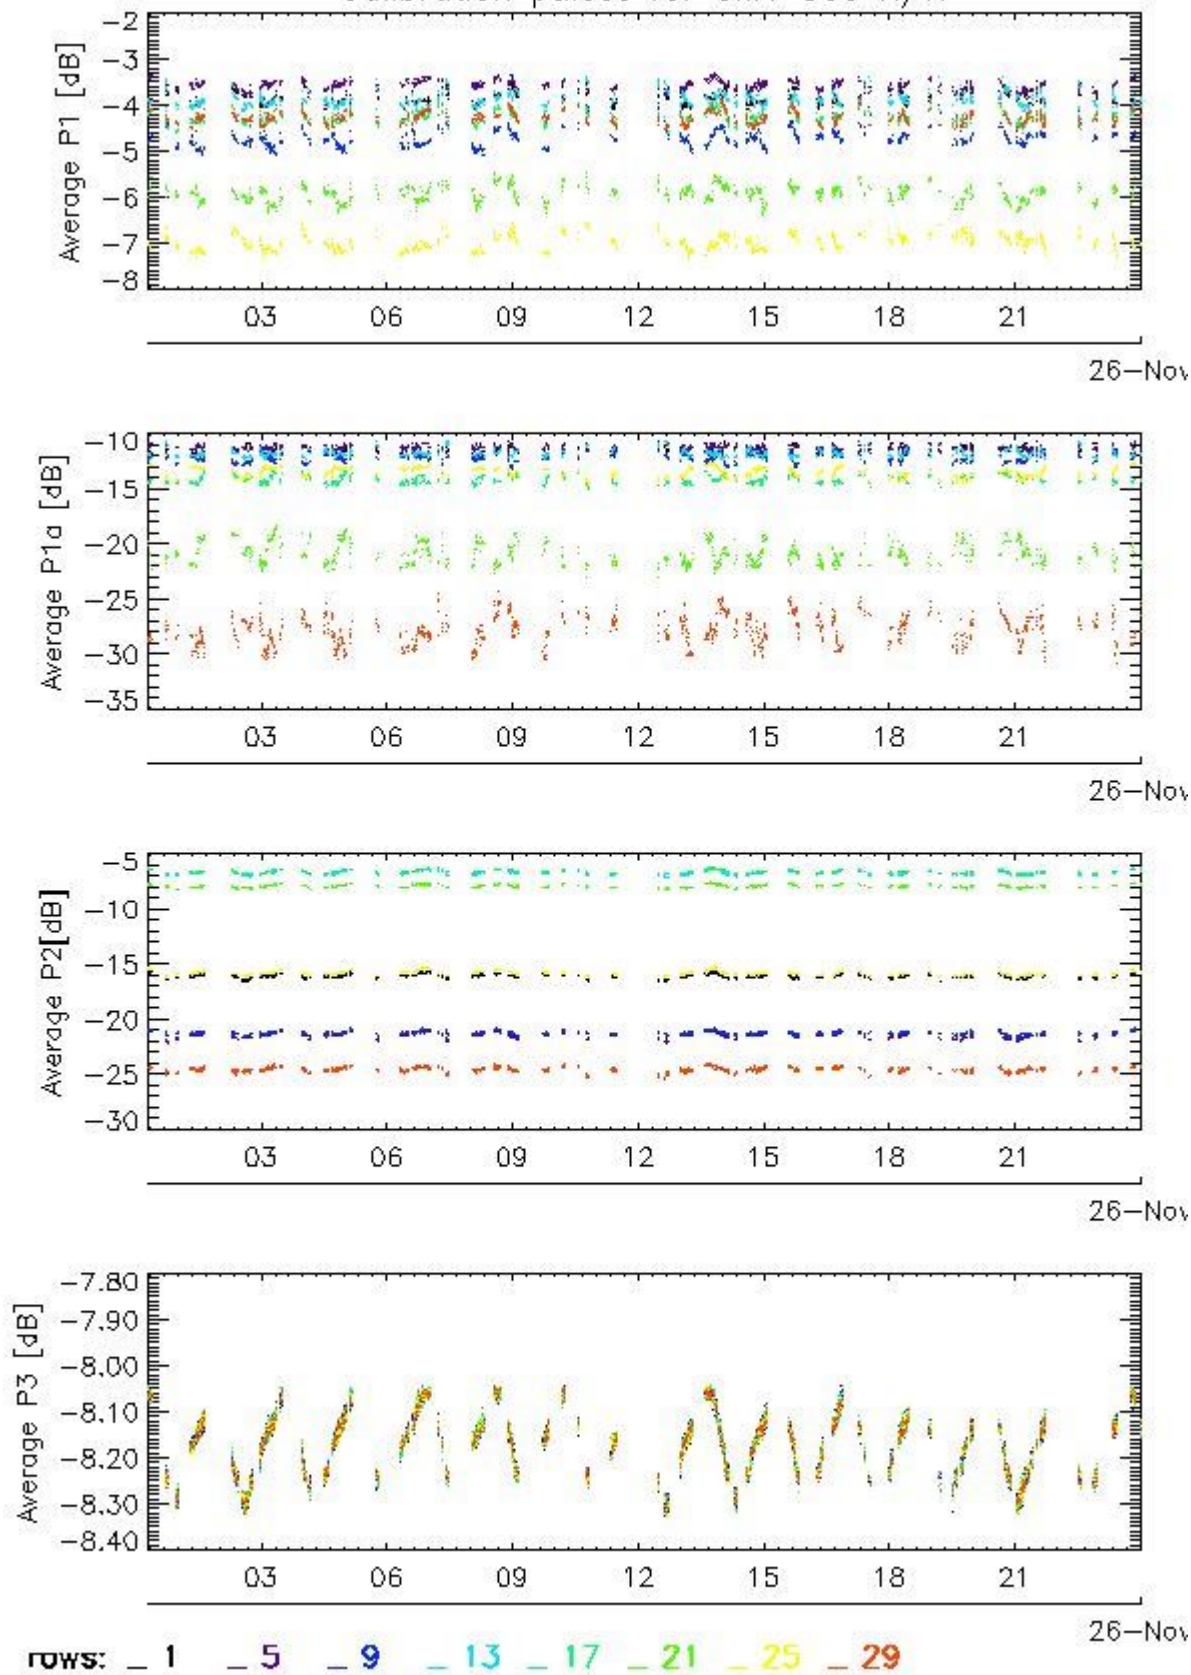 −2
−3
−4
−5
−6
−7
−8
Average P1 [dB]
03 06 09 12 15 18 21
26−Nov
−10
−15
−20
−25
−30
−35
Average P1a [dB]
03 06 09 12 15 18 21
26−Nov
−5
−10
−15
−20
−25
−30
Average P2[dB]
03 06 09 12 15 18 21
26−Nov
−7.80
−7.90
−8.00
−8.10
−8.20
−8.30
−8.40
Average P3 [dB]
03 06 09 12 15 18 21
26−Nov
rows: _ 1 _ 5 _ 9 _ 13 _ 17 _ 21 _ 25 _ 29